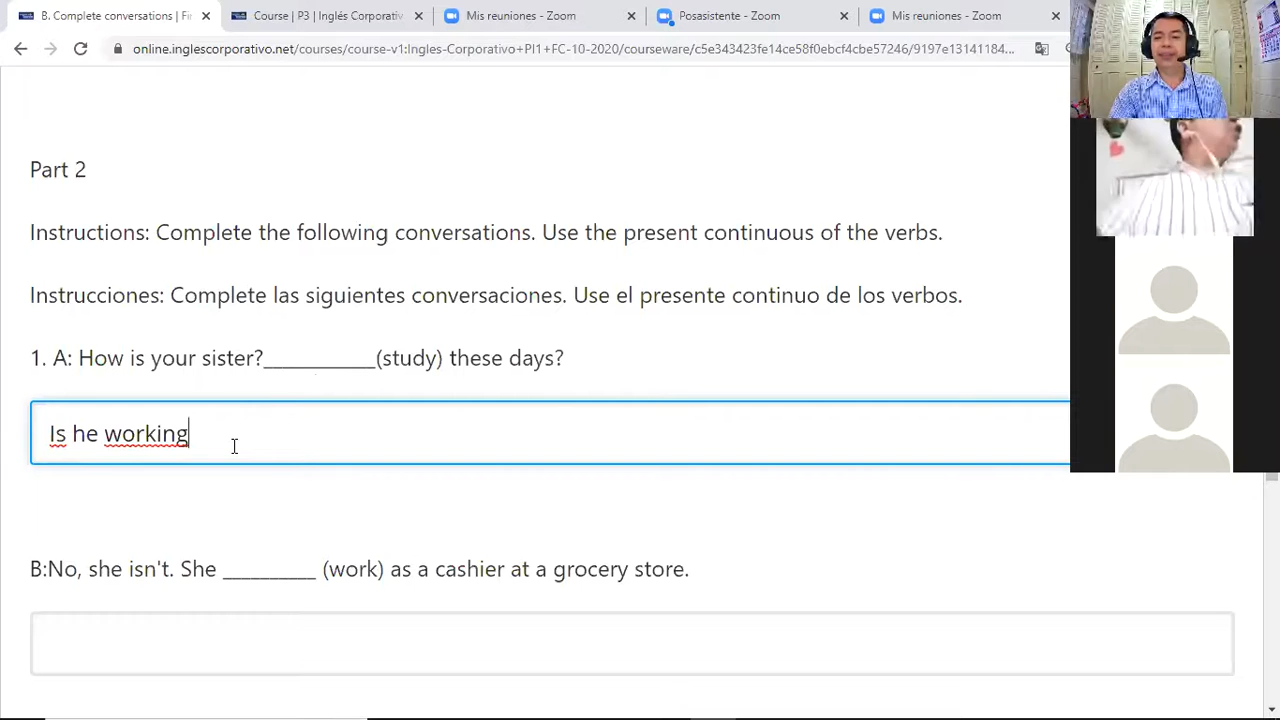 B. Complete conversations | Fi
Course | P3 | Inglés Corporativ
Mis reuniones - Zoom
Posasistente - Zoom
Mis reuniones - Zoom
online.inglescorporativo.net/courses/course-v1:Ingles-Corporativo+PI1+FC-10-2020/courseware/c5e343423fe14ce58f0ebcf4cbe57246/9197e13141184...
Part 2
Instructions: Complete the following conversations. Use the present continuous of the verbs.
Instrucciones: Complete las siguientes conversaciones. Use el presente continuo de los verbos.
1. A: How is your sister?___________(study) these days?
Is he working
B:No, she isn't. She _________ (work) as a cashier at a grocery store.